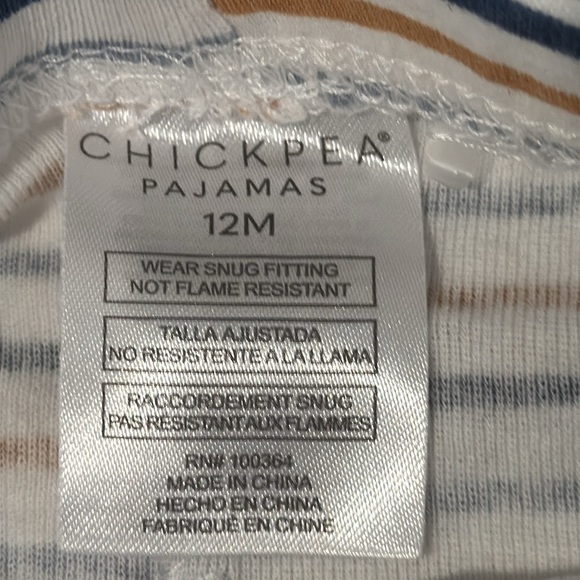 CHICKPEA®
PAJAMAS
12M
WEAR SNUG FITTING
NOT FLAME RESISTANT
TALLA AJUSTADA
NO RESISTENTE A LA LLAMA
RACCORDEMENT SNUG
PAS RESISTANT AUX FLAMMES
RN# 100364
MADE IN CHINA
HECHO EN CHINA
FABRIQUÉ EN CHINE